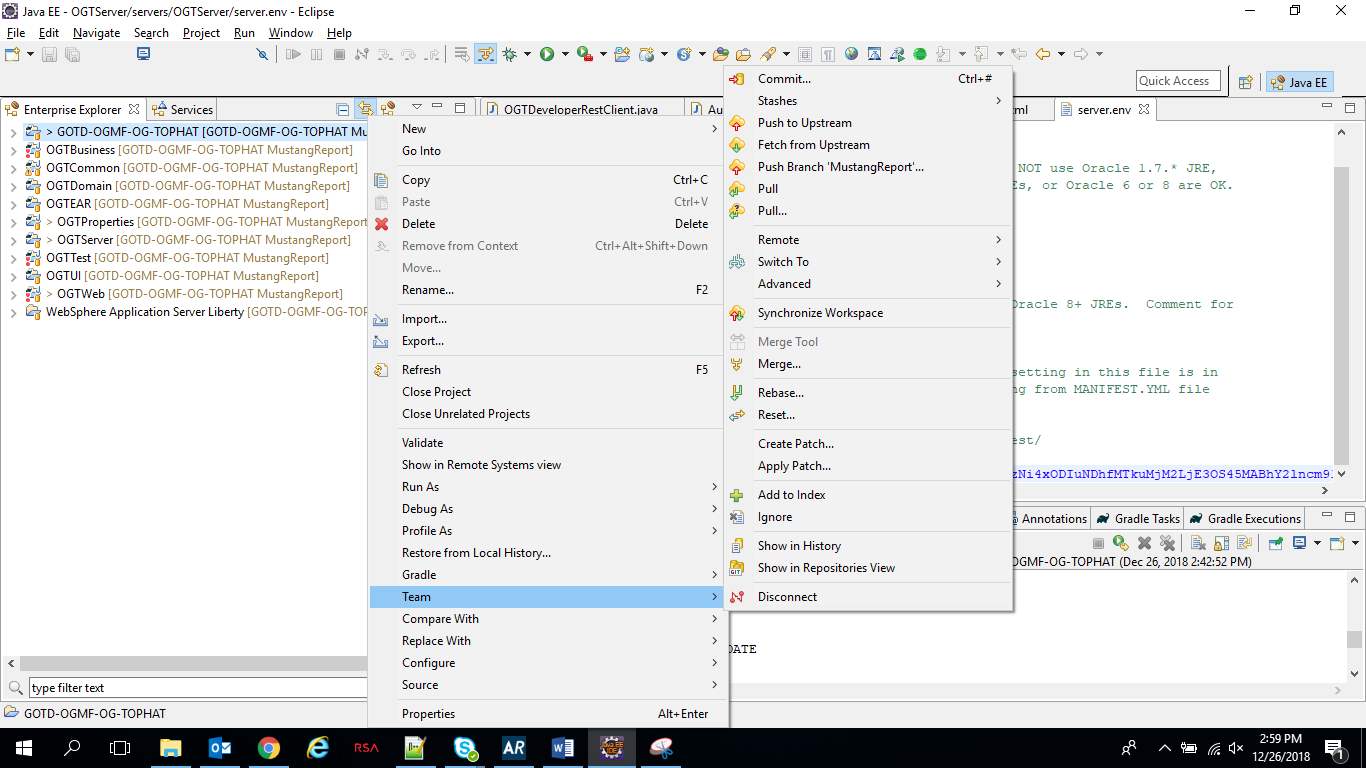 Java EE - OGTServer/servers/OGTServer/server.env - Eclipse
File Edit Navigate Search Project Run Window Help
Quick Access
Java EE
Enterprise Explorer
Services
OGTDeveloperRestClient.java
Au
ml
server.env
> GOTD-OGMF-OG-TOPHAT [GOTD-OGMF-OG-TOPHAT Mu
OGTBusiness [GOTD-OGMF-OG-TOPHAT MustangReport]
OGTCommon [GOTD-OGMF-OG-TOPHAT MustangReport]
OGTDomain [GOTD-OGMF-OG-TOPHAT MustangReport]
OGTEAR [GOTD-OGMF-OG-TOPHAT MustangReport]
> OGTProperties [GOTD-OGMF-OG-TOPHAT MustangReport
> OGTServer [GOTD-OGMF-OG-TOPHAT MustangReport]
OGTTest [GOTD-OGMF-OG-TOPHAT MustangReport]
OGTUI [GOTD-OGMF-OG-TOPHAT MustangReport]
> OGTWeb [GOTD-OGMF-OG-TOPHAT MustangReport]
WebSphere Application Server Liberty [GOTD-OGMF-OG-TOP
type filter text
GOTD-OGMF-OG-TOPHAT
New
Go Into
Copy Ctrl+C
Paste Ctrl+V
Delete Delete
Remove from Context Ctrl+Alt+Shift+Down
Move...
Rename... F2
Import...
Export...
Refresh F5
Close Project
Close Unrelated Projects
Validate
Show in Remote Systems view
Run As
Debug As
Profile As
Restore from Local History...
Gradle
Team
Compare With
Replace With
Configure
Source
Properties Alt+Enter
Commit... Ctrl+#
Stashes
Push to Upstream
Fetch from Upstream
Push Branch 'MustangReport'...
Pull
Pull...
Remote
Switch To
Advanced
Synchronize Workspace
Merge Tool
Merge...
Rebase...
Reset...
Create Patch...
Apply Patch...
Add to Index
Ignore
Show in History
GIT
Show in Repositories View
Disconnect
NOT use Oracle 1.7.* JRE,
Es, or Oracle 6 or 8 are OK.
Oracle 8+ JREs. Comment for
setting in this file is in
ng from MANIFEST.YML file
est/
Annotations
Gradle Tasks
Gradle Executions
OGMF-OG-TOPHAT (Dec 26, 2018 2:42:52 PM)
DATE
RSA
AR
Java EE
IDE
2:59 PM
12/26/2018
1